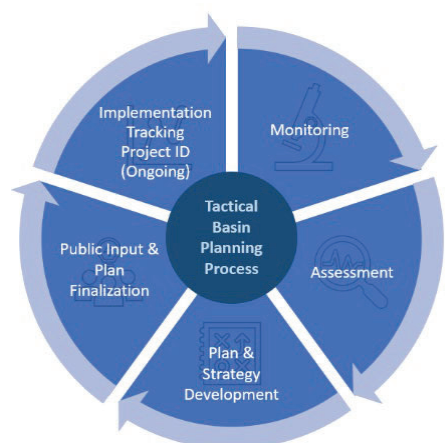 Implementation
Tracking
Project ID
(Ongoing)
Monitoring
Tactical
Basin
Planning
Process
Public Input &
Plan
Finalization
Assessment
Plan &
Strategy
Development